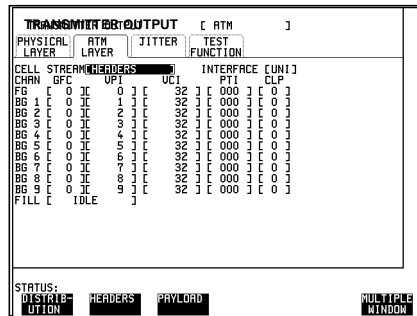 TRANSMITTER OUTPUT [ ATM ]
PHYSICAL LAYER ATM LAYER JITTER TEST FUNCTION
CELL STREAM [HEADERS ] INTERFACE [UNI]
CHAN GFC VPI VCI PTI CLP
FG [ 0 ][ 0 ][ 32 ][ 000 ][ 0 ]
BG 1 [ 0 ][ 1 ][ 32 ][ 000 ][ 0 ]
BG 2 [ 0 ][ 2 ][ 32 ][ 000 ][ 0 ]
BG 3 [ 0 ][ 3 ][ 32 ][ 000 ][ 0 ]
BG 4 [ 0 ][ 4 ][ 32 ][ 000 ][ 0 ]
BG 5 [ 0 ][ 5 ][ 32 ][ 000 ][ 0 ]
BG 6 [ 0 ][ 6 ][ 32 ][ 000 ][ 0 ]
BG 7 [ 0 ][ 7 ][ 32 ][ 000 ][ 0 ]
BG 8 [ 0 ][ 8 ][ 32 ][ 000 ][ 0 ]
BG 9 [ 0 ][ 9 ][ 32 ][ 000 ][ 0 ]
FILL [ IDLE ]
STATUS:
DISTRIB-UTION HEADERS PAYLOAD MULTIPLE WINDOW